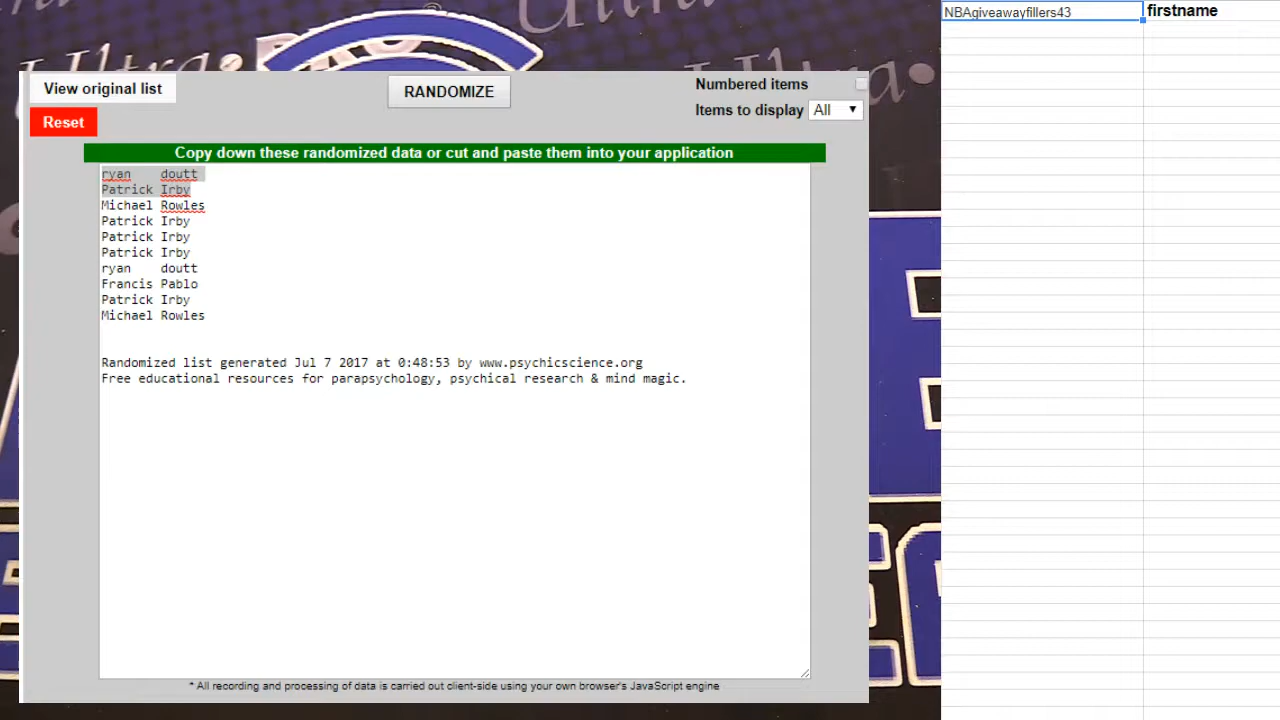 Ultra•PRO
Ultra
Ultra•
NBAgiveawayfillers43 firstname
View original list
RANDOMIZE
Numbered items
Reset
Items to display All
Copy down these randomized data or cut and paste them into your application
ryan doutt
Patrick Irby
Michael Rowles
Patrick Irby
Patrick Irby
Patrick Irby
ryan doutt
Francis Pablo
Patrick Irby
Michael Rowles
Randomized list generated Jul 7 2017 at 0:48:53 by www.psychicscience.org
Free educational resources for parapsychology, psychical research & mind magic.
* All recording and processing of data is carried out client-side using your own browser's JavaScript engine